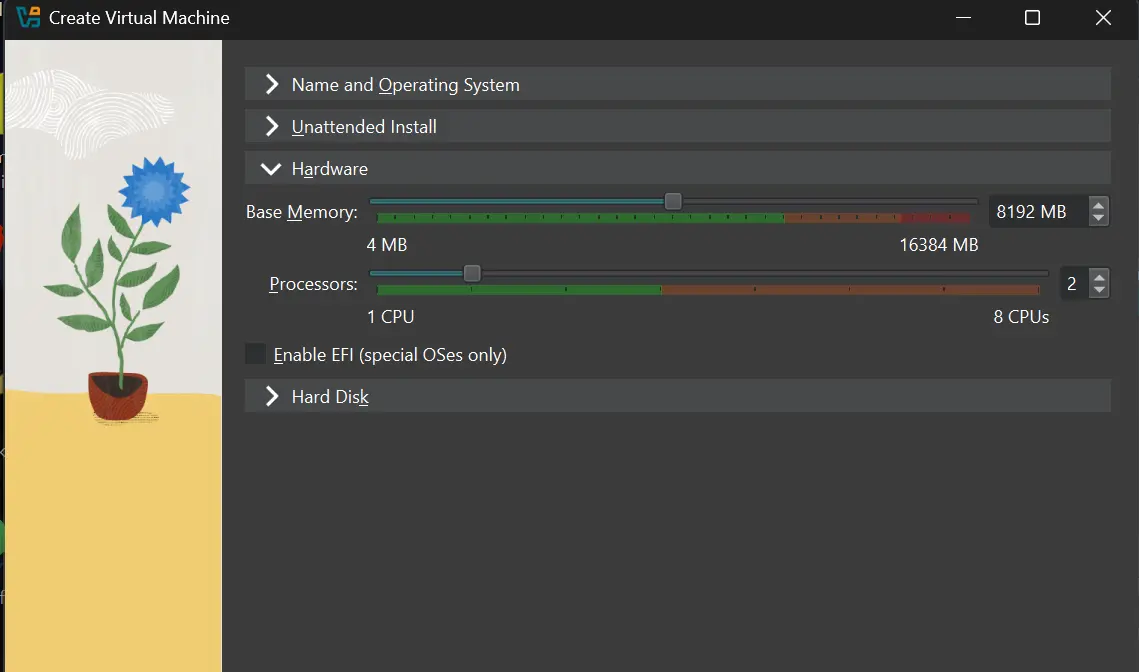 Create Virtual Machine
Name and Operating System
Unattended Install
Hardware
Base Memory:
8192 MB
4 MB
16384 MB
Processors:
2
1 CPU
8 CPUs
Enable EFI (special OSes only)
Hard Disk